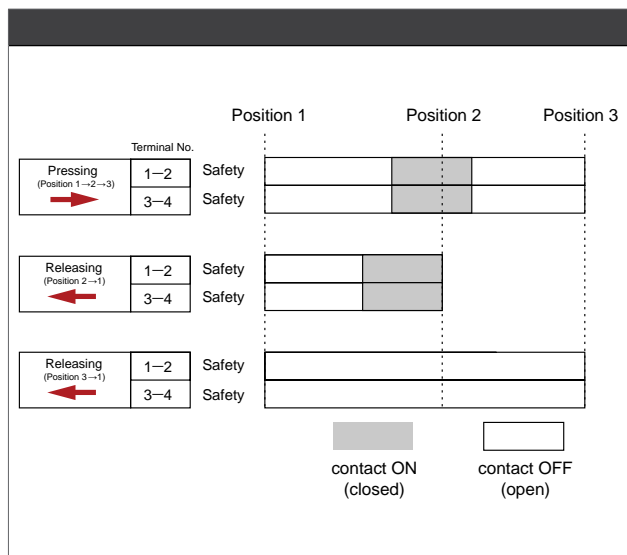 Position 1 Position 2 Position 3
Terminal No.
Pressing
(Position 1→2→3)
1—2 Safety
3—4 Safety
Releasing
(Position 2→1)
1—2 Safety
3—4 Safety
Releasing
(Position 3→1)
1—2 Safety
3—4 Safety
contact ON
(closed)
contact OFF
(open)